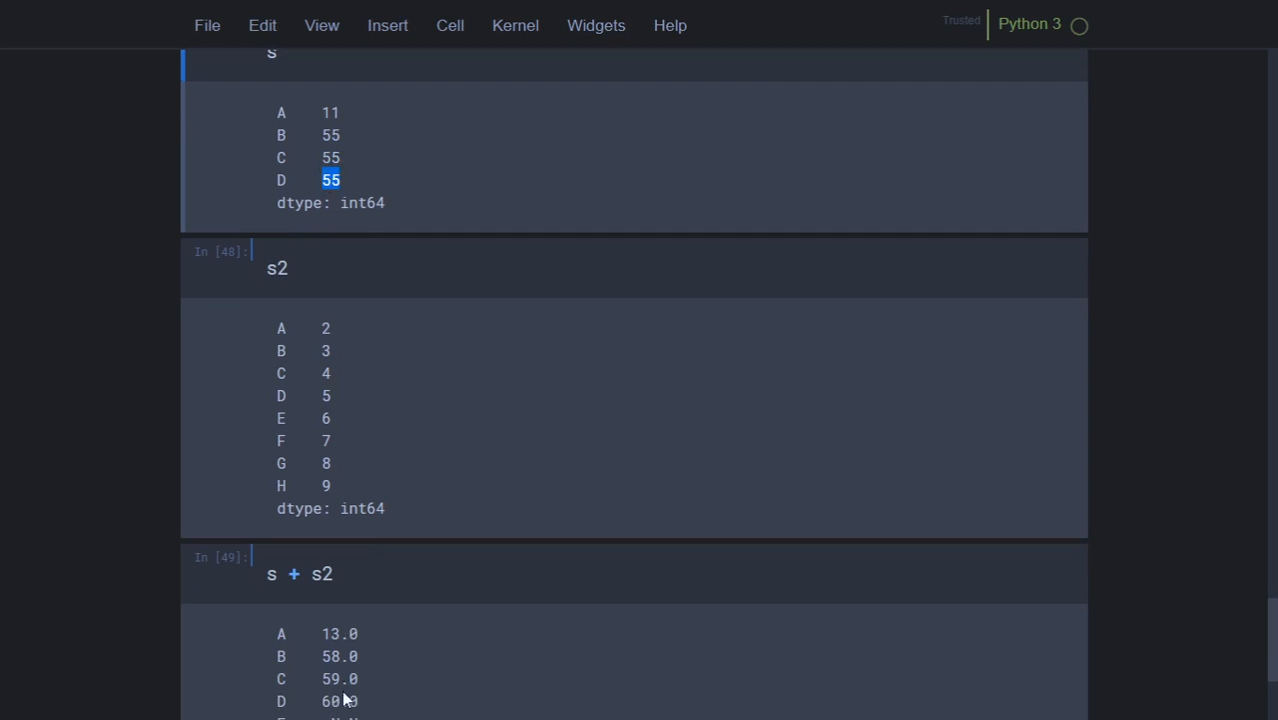 File Edit View Insert Cell Kernel Widgets Help Trusted Python 3
s
A 11
B 55
C 55
D 55
dtype: int64
In [48]:
s2
A 2
B 3
C 4
D 5
E 6
F 7
G 8
H 9
dtype: int64
In [49]:
s + s2
A 13.0
B 58.0
C 59.0
D 60.0